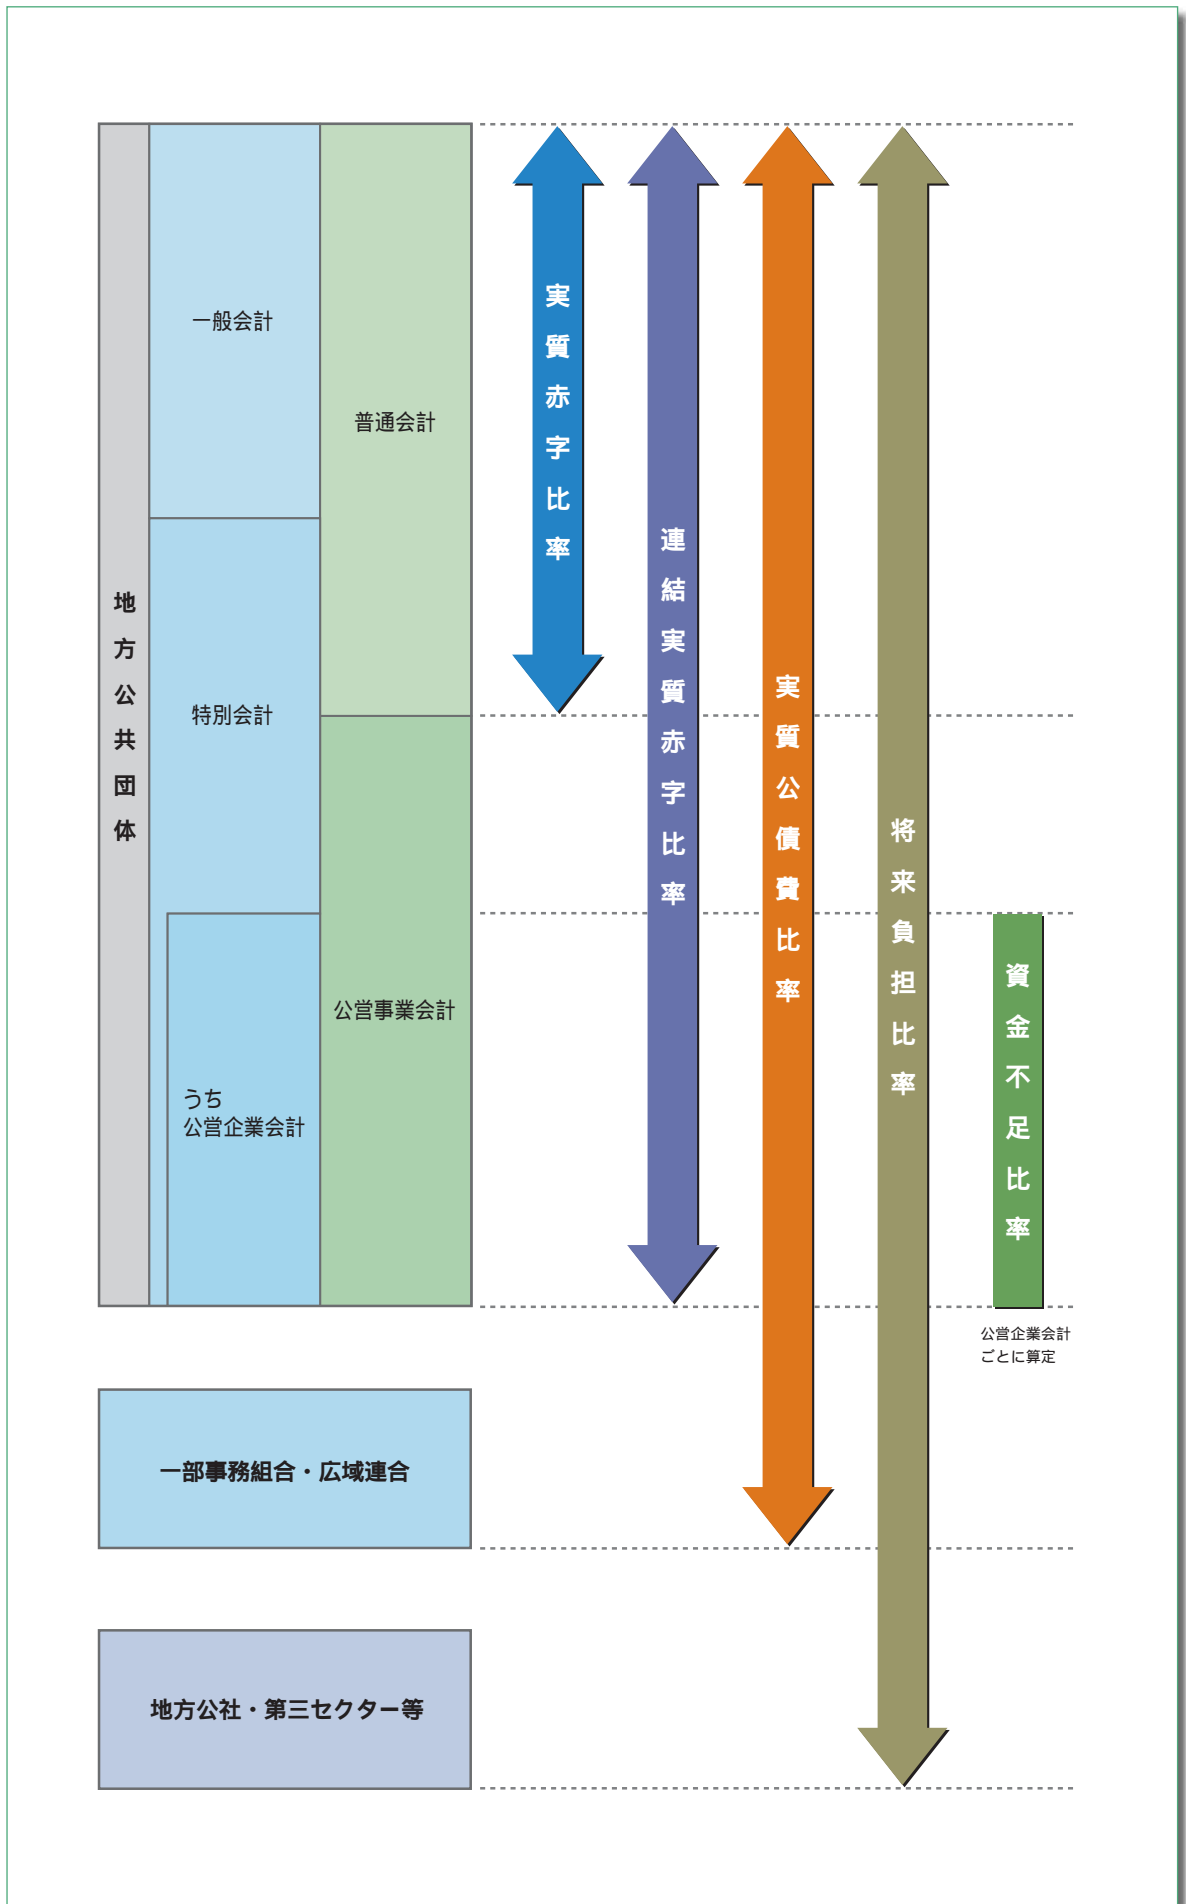 地方公共団体
一般会計
特別会計
うち
公営企業会計
普通会計
公営事業会計
実質赤字比率
連結実質赤字比率
実質公債費比率
将来負担比率
資金不足比率
公営企業会計
ごとに算定
一部事務組合・広域連合
地方公社・第三セクター等